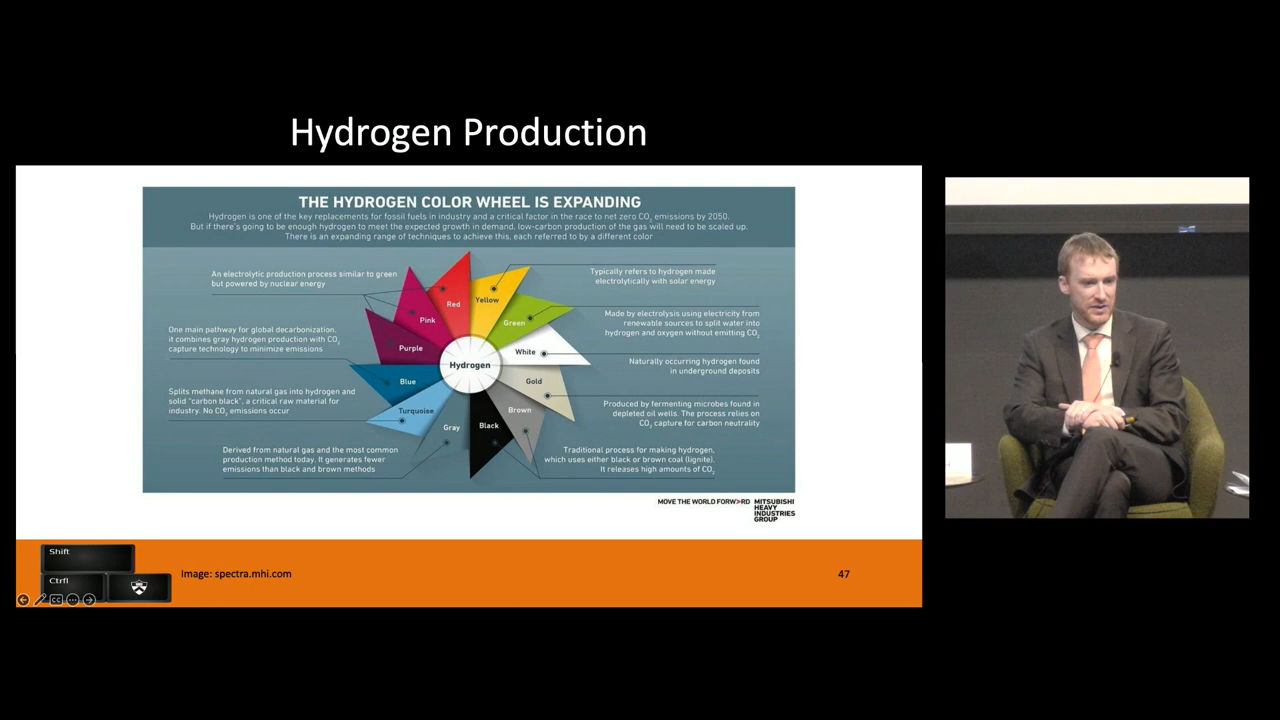 Hydrogen Production
THE HYDROGEN COLOR WHEEL IS EXPANDING
Hydrogen is one of the key replacements for fossil fuels in industry and a critical factor in the race to net zero CO₂ emissions by 2050.
But if there's going to be enough hydrogen to meet the expected growth in demand, low-carbon production of the gas will need to be scaled up.
There is an expanding range of techniques to achieve this, each referred to by a different color
An electrolytic production process similar to green
but powered by nuclear energy
One main pathway for global decarbonization,
it combines gray hydrogen production with CO₂
capture technology to minimize emissions
Splits methane from natural gas into hydrogen and
solid "carbon black", a critical raw material for
industry. No CO₂ emissions occur
Derived from natural gas and the most common
production method today. It generates fewer
emissions than black and brown methods
Red
Yellow
Pink
Green
Purple
White
Hydrogen
Blue
Gold
Turquoise
Brown
Gray
Black
Typically refers to hydrogen made
electrolytically with solar energy
Made by electrolysis using electricity from
renewable sources to split water into
hydrogen and oxygen without emitting CO₂
Naturally occurring hydrogen found
in underground deposits
Produced by fermenting microbes found in
depleted oil wells. The process relies on
CO₂ capture for carbon neutrality
Traditional process for making hydrogen,
which uses either black or brown coal (lignite).
It releases high amounts of CO₂
MOVE THE WORLD FORW>RD
MITSUBISHI
HEAVY
INDUSTRIES
GROUP
Shift
Ctrfl
CC
Image: spectra.mhi.com
47